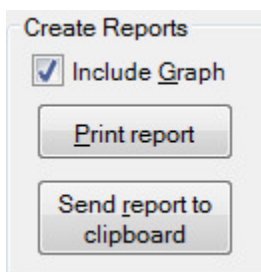 Create Reports
Include Graph
Print report
Send report to
clipboard